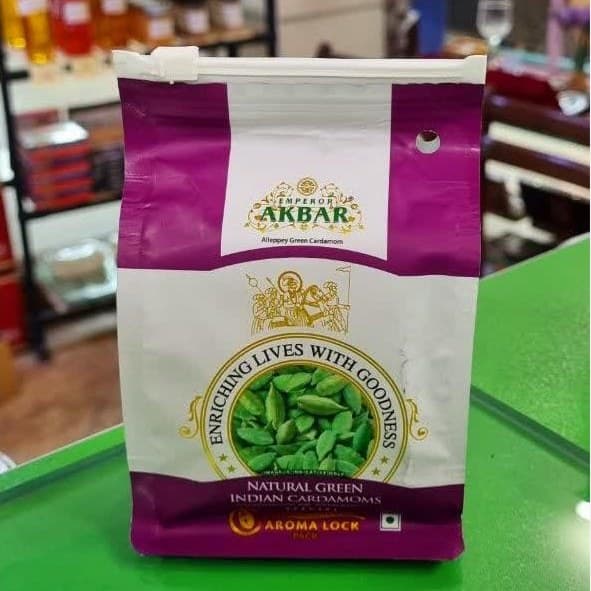 EMPEROR
AKBAR®
Alleppey Green Cardamom
ENRICHING LIVES WITH GOODNESS
NATURAL GREEN
INDIAN CARDAMOMS
AROMA LOCK
PACK